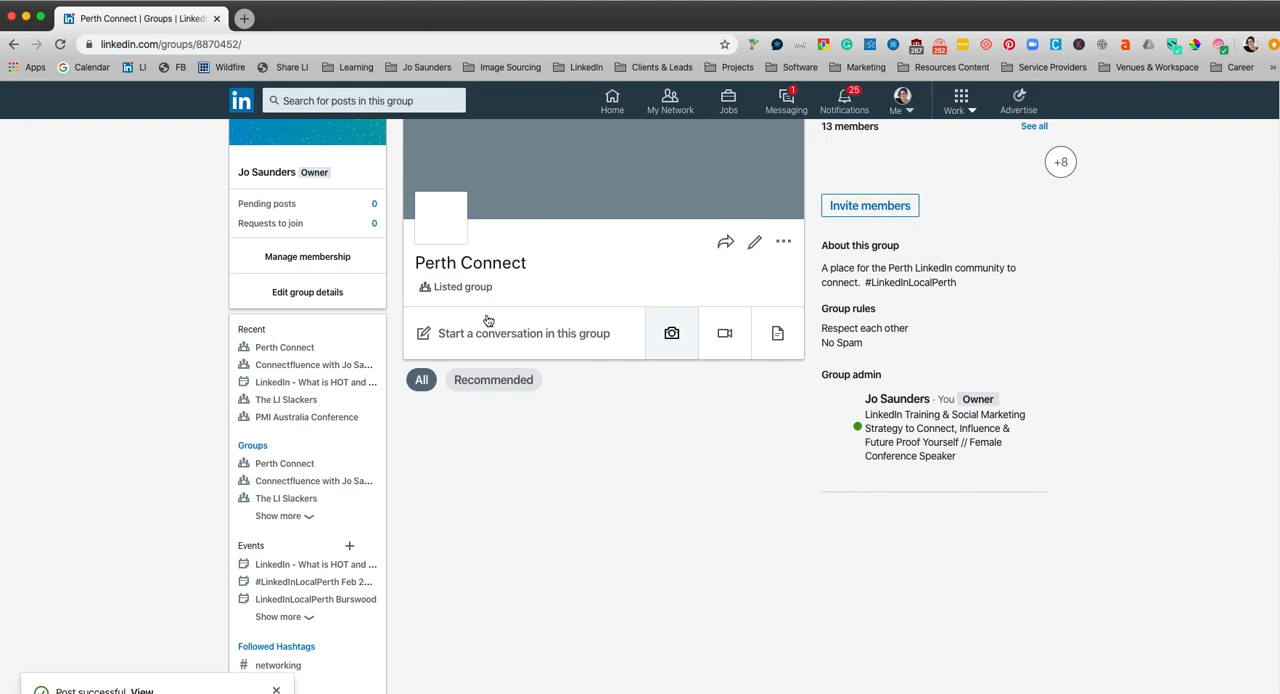 Perth Connect | Groups | Linked
linkedin.com/groups/8870452/
267
252
Apps
Calendar
LI
FB
Wildfire
Share LI
Learning
Jo Saunders
Image Sourcing
LinkedIn
Clients & Leads
Projects
Software
Marketing
Resources Content
Service Providers
Venues & Workspace
Career
»
in
Search for posts in this group
Home
My Network
Jobs
1
Messaging
25
Notifications
Me
Work
Advertise
Jo Saunders Owner
Pending posts 0
Requests to join 0
Manage membership
Edit group details
Recent
Perth Connect
Connectfluence with Jo Sa...
LinkedIn - What is HOT and ...
The LI Slackers
PMI Australia Conference
Groups
Perth Connect
Connectfluence with Jo Sa...
The LI Slackers
Show more
Events +
LinkedIn - What is HOT and ...
#LinkedInLocalPerth Feb 2...
LinkedInLocalPerth Burswood
Show more
Followed Hashtags
# networking
Post successful. View
Perth Connect
Listed group
Start a conversation in this group
All
Recommended
13 members See all
+8
Invite members
About this group
A place for the Perth LinkedIn community to
connect. #LinkedInLocalPerth
Group rules
Respect each other
No Spam
Group admin
Jo Saunders · You Owner
LinkedIn Training & Social Marketing
Strategy to Connect, Influence &
Future Proof Yourself // Female
Conference Speaker